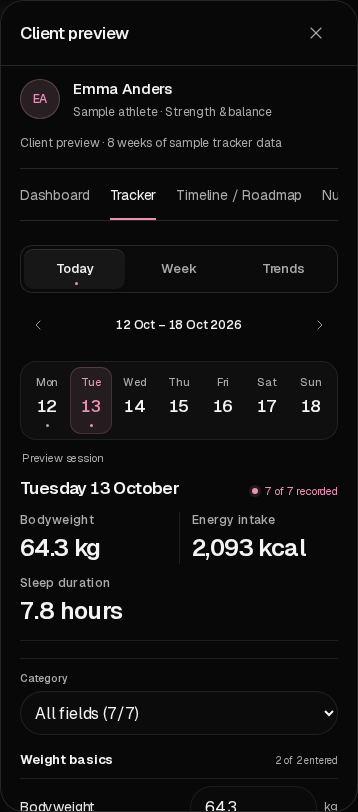 Client preview
EA
Emma Anders
Sample athlete · Strength & balance
Client preview · 8 weeks of sample tracker data
Dashboard Tracker Timeline / Roadmap Nu
Today Week Trends
12 Oct – 18 Oct 2026
Mon Tue Wed Thu Fri Sat Sun
12 13 14 15 16 17 18
Preview session
Tuesday 13 October 7 of 7 recorded
Bodyweight Energy intake
64.3 kg 2,093 kcal
Sleep duration
7.8 hours
Category
All fields (7/7)
Weight basics 2 of 2 entered
Bodyweight 64.3 kg